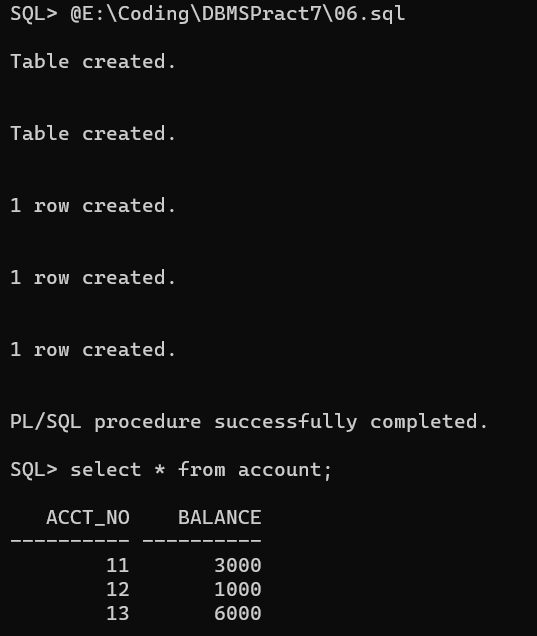 SQL> @E:\Coding\DBMSPract7\06.sql
Table created.
Table created.
1 row created.
1 row created.
1 row created.
PL/SQL procedure successfully completed.
SQL> select * from account;
   ACCT_NO    BALANCE
---------- ----------
        11       3000
        12       1000
        13       6000